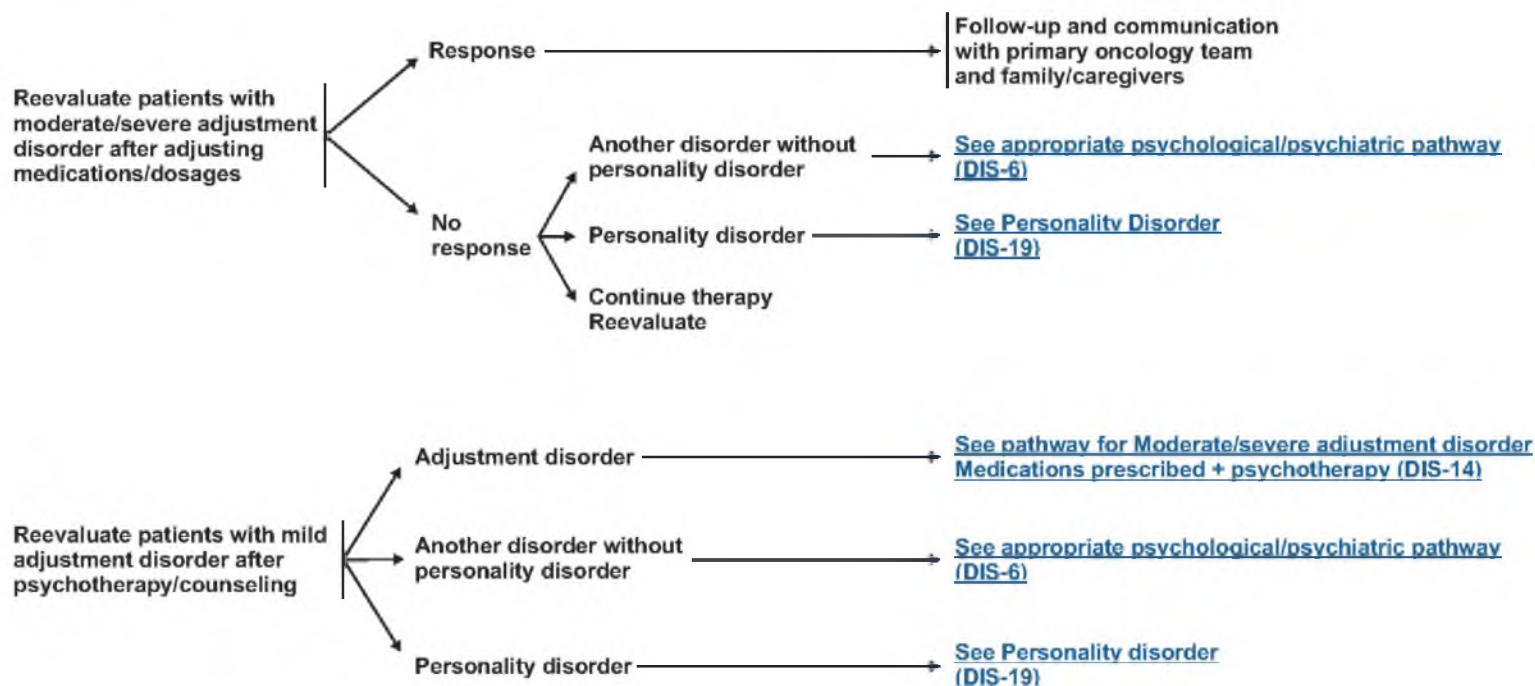 Response
Follow-up and communication
with primary oncology team
and family/caregivers
Reevaluate patients with
moderate/severe adjustment
disorder after adjusting
medications/dosages
Another disorder without
personality disorder
See appropriate psychological/psychiatric pathway
(DIS-6)
No
response
Personality disorder
See Personality Disorder
(DIS-19)
Continue therapy
Reevaluate
Adjustment disorder
See pathway for Moderate/severe adjustment disorder
Medications prescribed + psychotherapy (DIS-14)
Reevaluate patients with mild
adjustment disorder after
psychotherapy/counseling
Another disorder without
personality disorder
See appropriate psychological/psychiatric pathway
(DIS-6)
Personality disorder
See Personality disorder
(DIS-19)